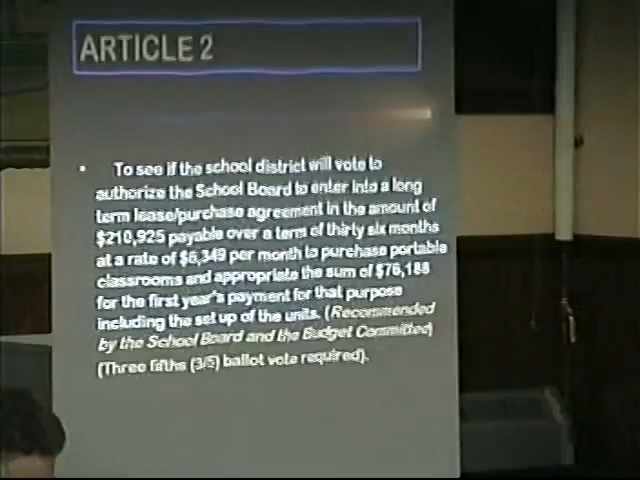 ARTICLE 2
• To see if the school district will vote to
authorize the School Board to enter into a long
term lease/purchase agreement in the amount of
$210,925 payable over a term of thirty six months
at a rate of $6,349 per month to purchase portable
classrooms and appropriate the sum of $76,188
for the first year's payment for that purpose
including the set up of the units. (Recommended
by the School Board and the Budget Committed)
(Three fifths (3/5) ballot vote required).